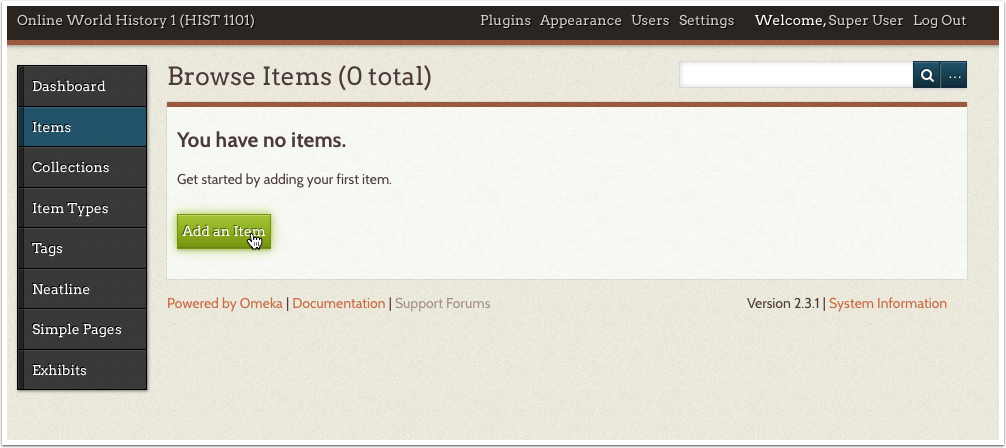 Online World History 1 (HIST 1101) Plugins Appearance Users Settings Welcome, Super User Log Out
Browse Items (0 total) ...
Dashboard
Items
Collections
Item Types
Tags
Neatline
Simple Pages
Exhibits
You have no items.
Get started by adding your first item.
Add an Item
Powered by Omeka | Documentation | Support Forums Version 2.3.1 | System Information